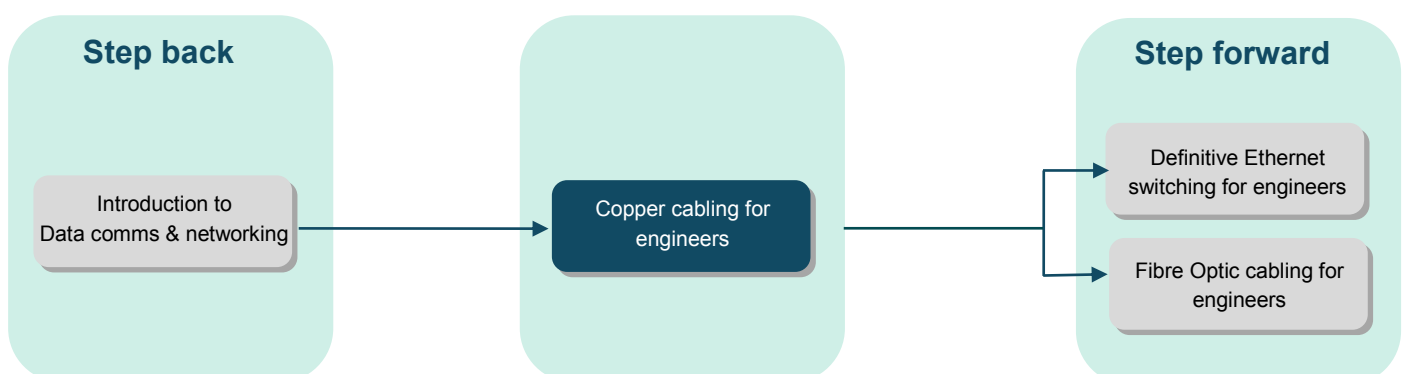 Step back
Introduction to
Data comms & networking
Copper cabling for
engineers
Step forward
Definitive Ethernet
switching for engineers
Fibre Optic cabling for
engineers